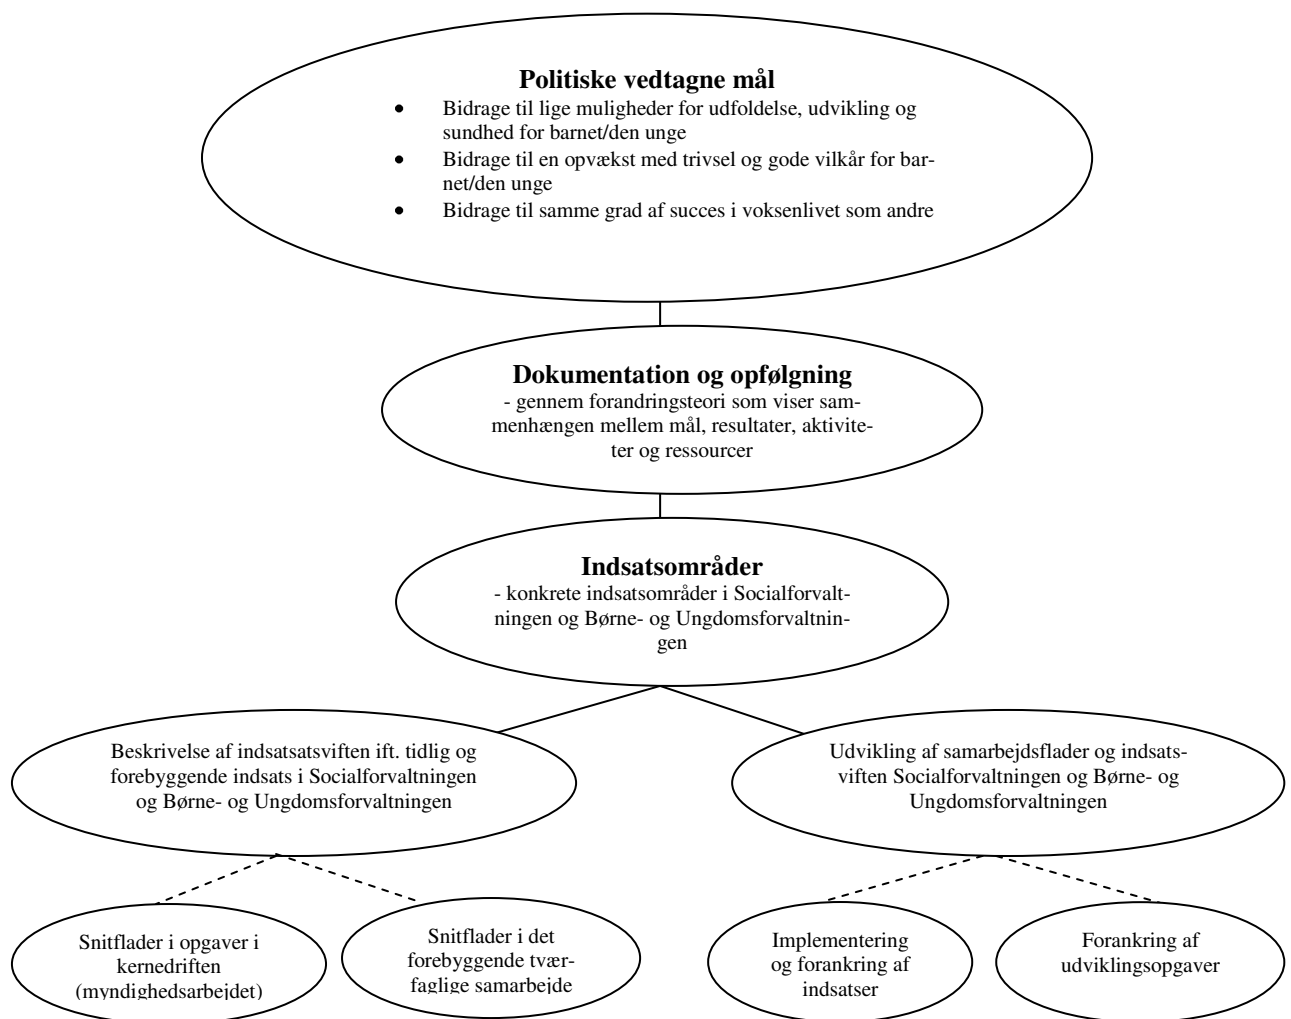 Politiske vedtagne mål
• Bidrage til lige muligheder for udfoldelse, udvikling og
sundhed for barnet/den unge
• Bidrage til en opvækst med trivsel og gode vilkår for bar-
net/den unge
• Bidrage til samme grad af succes i voksenlivet som andre
Dokumentation og opfølgning
- gennem forandringsteori som viser sam-
menhængen mellem mål, resultater, aktivite-
ter og ressourcer
Indsatsområder
- konkrete indsatsområder i Socialforvalt-
ningen og Børne- og Ungdomsforvaltnin-
gen
Beskrivelse af indsatsatsviften ift. tidlig og
forebyggende indsats i Socialforvaltningen
og Børne- og Ungdomsforvaltningen
Udvikling af samarbejdsflader og indsats-
viften Socialforvaltningen og Børne- og
Ungdomsforvaltningen
Snitflader i opgaver i
kernedriften
(myndighedsarbejdet)
Snitflader i det
forebyggende tvær-
faglige samarbejde
Implementering
og forankring af
indsatser
Forankring af
udviklingsopgaver